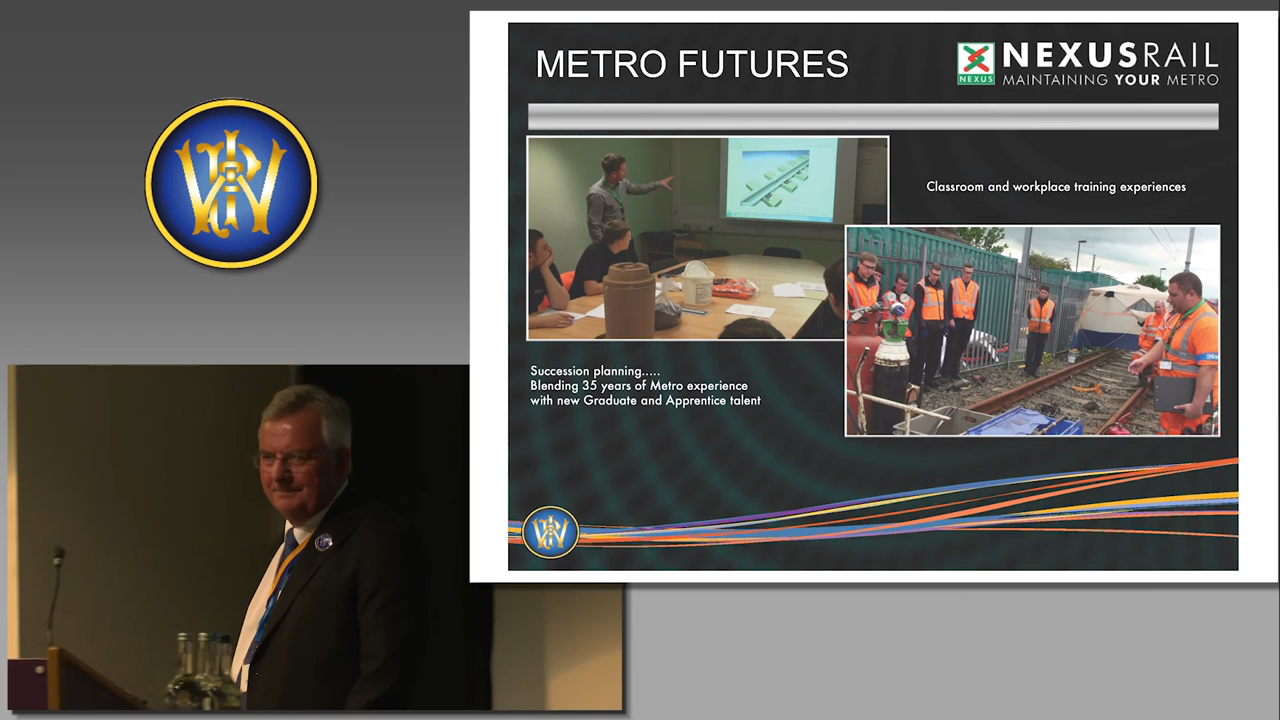 METRO FUTURES
NEXUS
NEXUSRAIL
MAINTAINING YOUR METRO
Classroom and workplace training experiences
Succession planning.....
Blending 35 years of Metro experience
with new Graduate and Apprentice talent